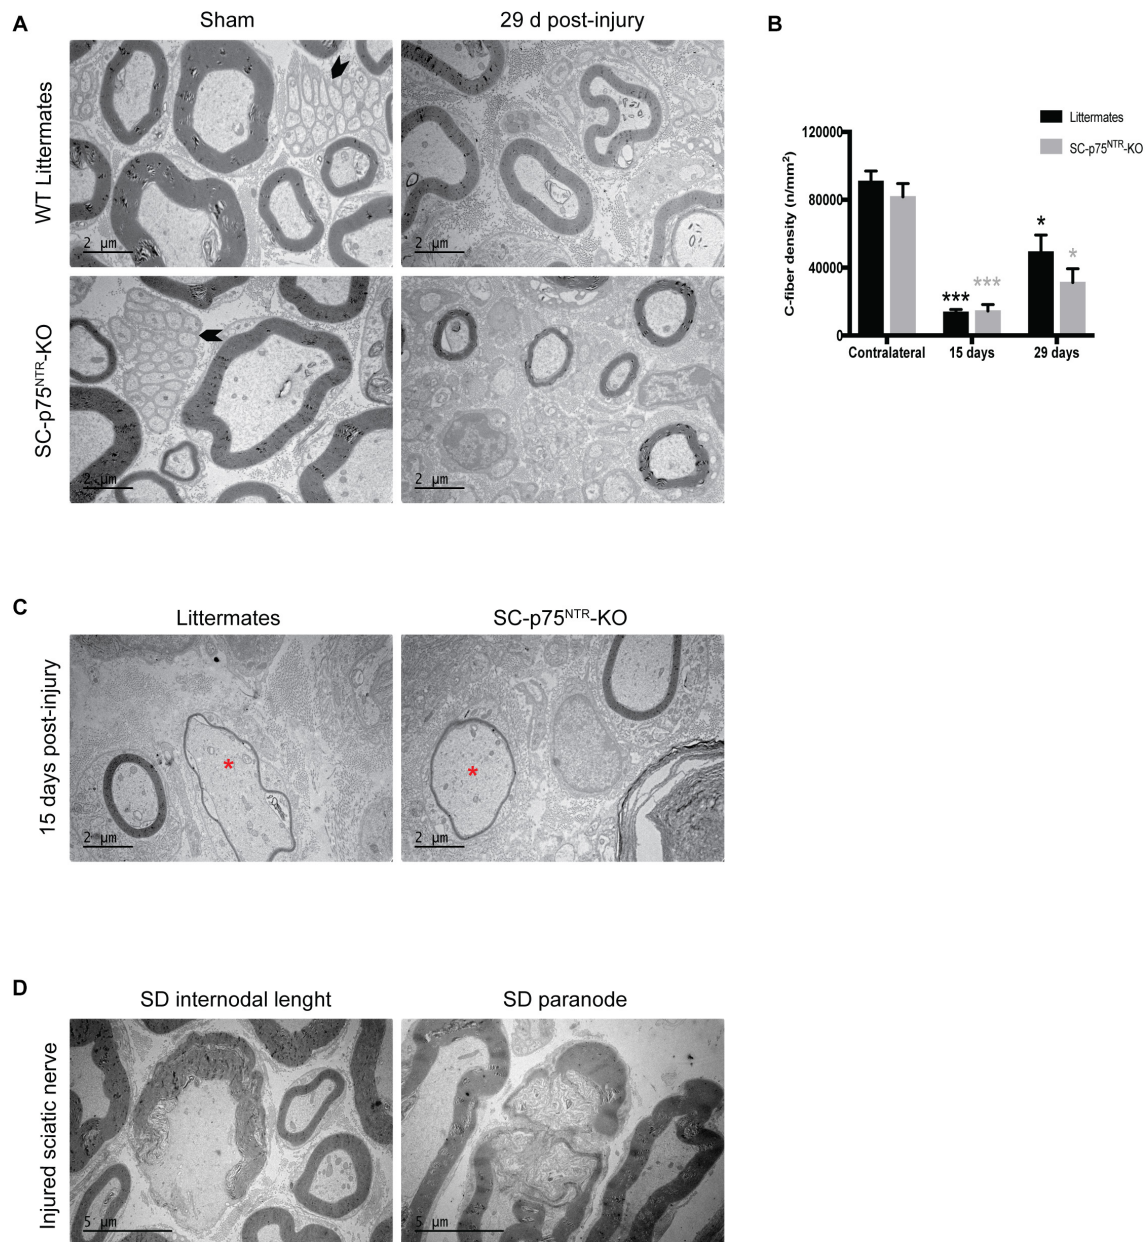 A
Sham
29 d post-injury
WT Littermates
2 μm
2 μm
SC-p75NTR-KO
2 μm
2 μm
B
Littermates
SC-p75NTR-KO
C-fiber density (n/mm2)
120000
80000
40000
0
***
***
*
*
Contralateral
15 days
29 days
C
Littermates
SC-p75NTR-KO
15 days post-injury
*
*
2 μm
2 μm
D
SD internodal lenght
SD paranode
Injured sciatic nerve
5 μm
5 μm